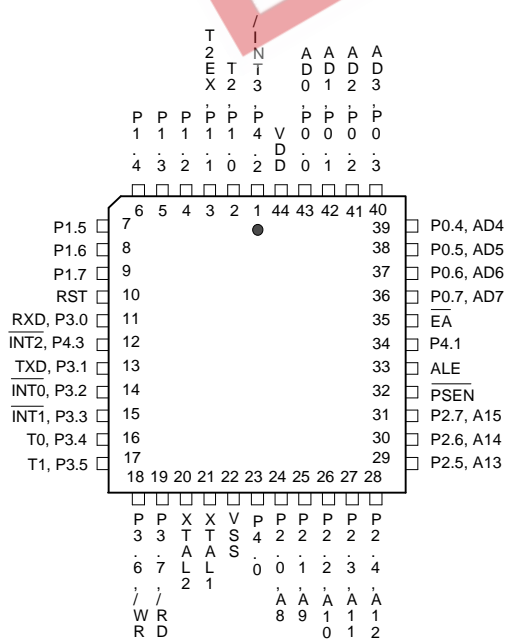 P1.4
P1.3
P1.2
T2EX, P1.1
T2, P1.0
/INT3, P4.2
VDD
AD0, P0.0
AD1, P0.1
AD2, P0.2
AD3, P0.3
6 5 4 3 2 1 44 43 42 41 40
P1.5 7
P1.6 8
P1.7 9
RST 10
RXD, P3.0 11
INT2, P4.3 12
TXD, P3.1 13
INT0, P3.2 14
INT1, P3.3 15
T0, P3.4 16
T1, P3.5 17
39 P0.4, AD4
38 P0.5, AD5
37 P0.6, AD6
36 P0.7, AD7
35 EA
34 P4.1
33 ALE
32 PSEN
31 P2.7, A15
30 P2.6, A14
29 P2.5, A13
18 19 20 21 22 23 24 25 26 27 28
P3.6, /WR
P3.7, /RD
XTAL2
XTAL1
VSS
P4.0
P2.0, A8
P2.1, A9
P2.2, A10
P2.3, A11
P2.4, A12